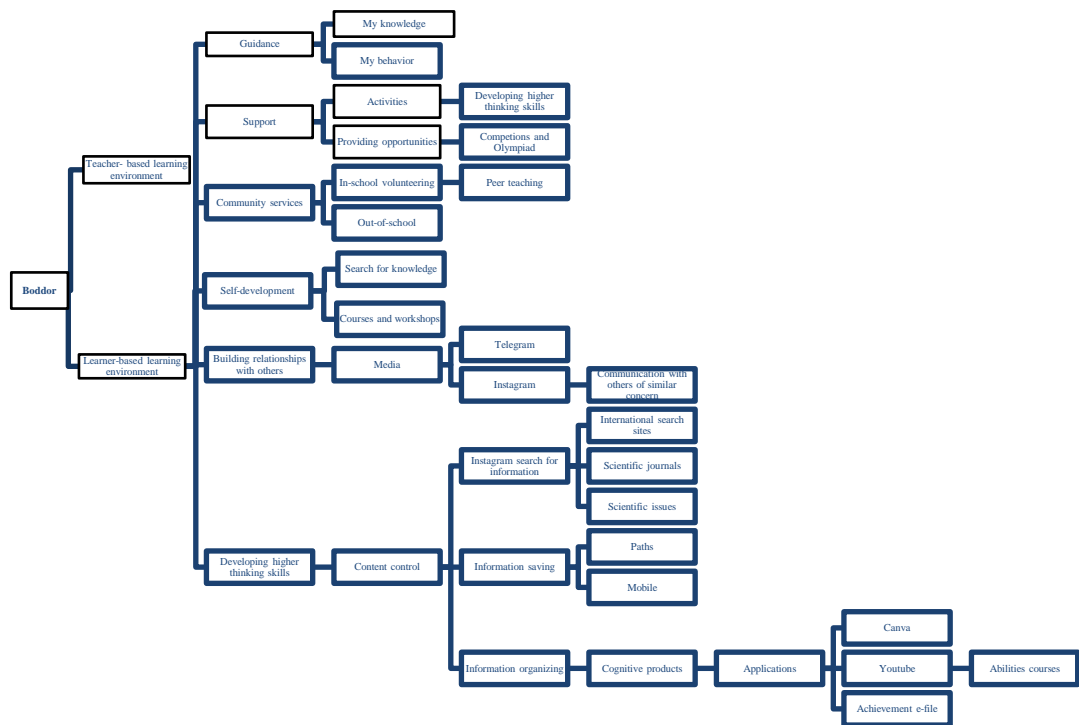 My knowledge
Guidance
My behavior
Activities
Developing higher
thinking skills
Support
Providing opportunities
Competions and
Olympiad
Teacher- based learning
environment
In-school volunteering
Peer teaching
Community services
Out-of-school
Search for knowledge
Boddor
Self-development
Courses and workshops
Telegram
Learner-based learning
environment
Building relationships
with others
Media
Instagram
Communication with
others of similar
concern
International search
sites
Instagram search for
information
Scientific journals
Scientific issues
Paths
Developing higher
thinking skills
Content control
Information saving
Mobile
Canva
Information organizing
Cognitive products
Applications
Youtube
Abilities courses
Achievement e-file